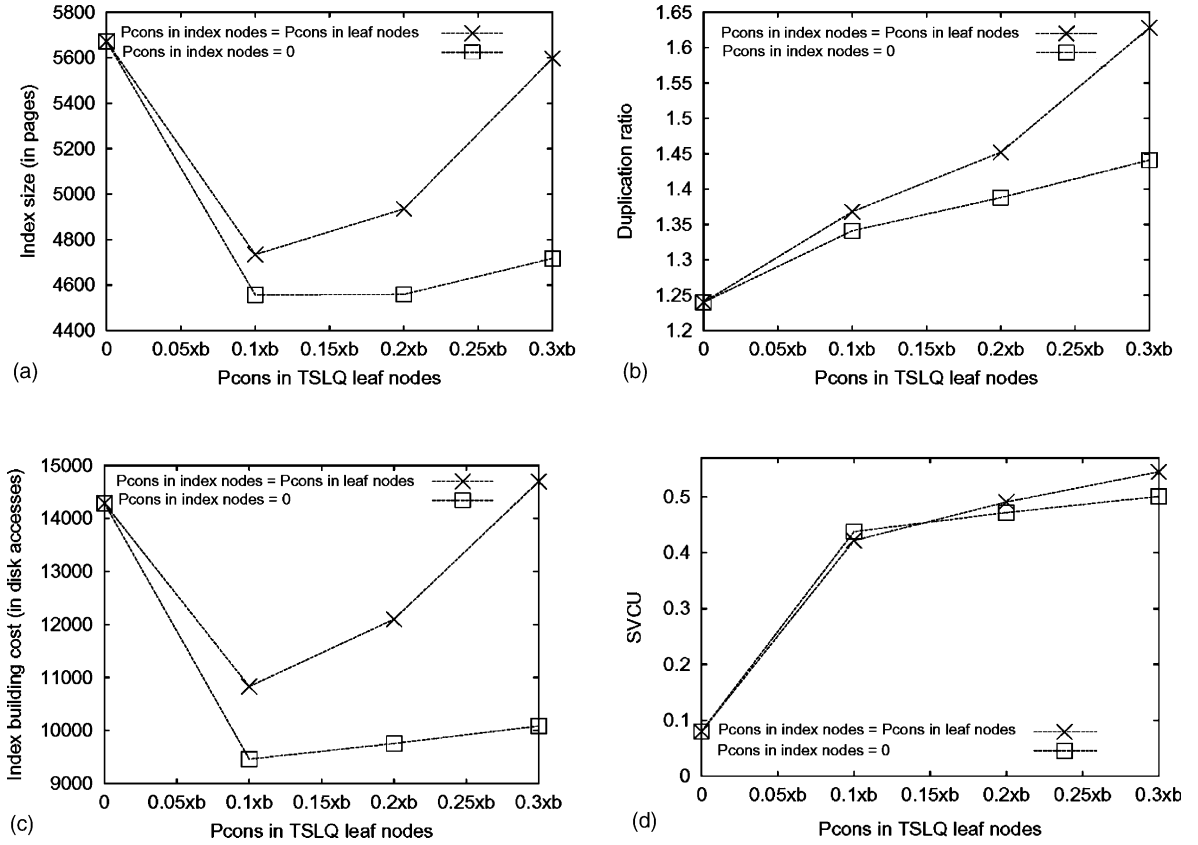 5800
5600
5400
5200
5000
4800
4600
4400
Index size (in pages)
Pcons in index nodes = Pcons in leaf nodes
Pcons in index nodes = 0
0 0.05xb 0.1xb 0.15xb 0.2xb 0.25xb 0.3xb
(a) Pcons in TSLQ leaf nodes
1.65
1.6
1.55
1.5
1.45
1.4
1.35
1.3
1.25
1.2
Duplication ratio
Pcons in index nodes = Pcons in leaf nodes
Pcons in index nodes = 0
0 0.05xb 0.1xb 0.15xb 0.2xb 0.25xb 0.3xb
(b) Pcons in TSLQ leaf nodes
15000
14000
13000
12000
11000
10000
9000
Index building cost (in disk accesses)
Pcons in index nodes = Pcons in leaf nodes
Pcons in index nodes = 0
0 0.05xb 0.1xb 0.15xb 0.2xb 0.25xb 0.3xb
(c) Pcons in TSLQ leaf nodes
0.5
0.4
0.3
0.2
0.1
0
SVCU
Pcons in index nodes = Pcons in leaf nodes
Pcons in index nodes = 0
0 0.05xb 0.1xb 0.15xb 0.2xb 0.25xb 0.3xb
(d) Pcons in TSLQ leaf nodes